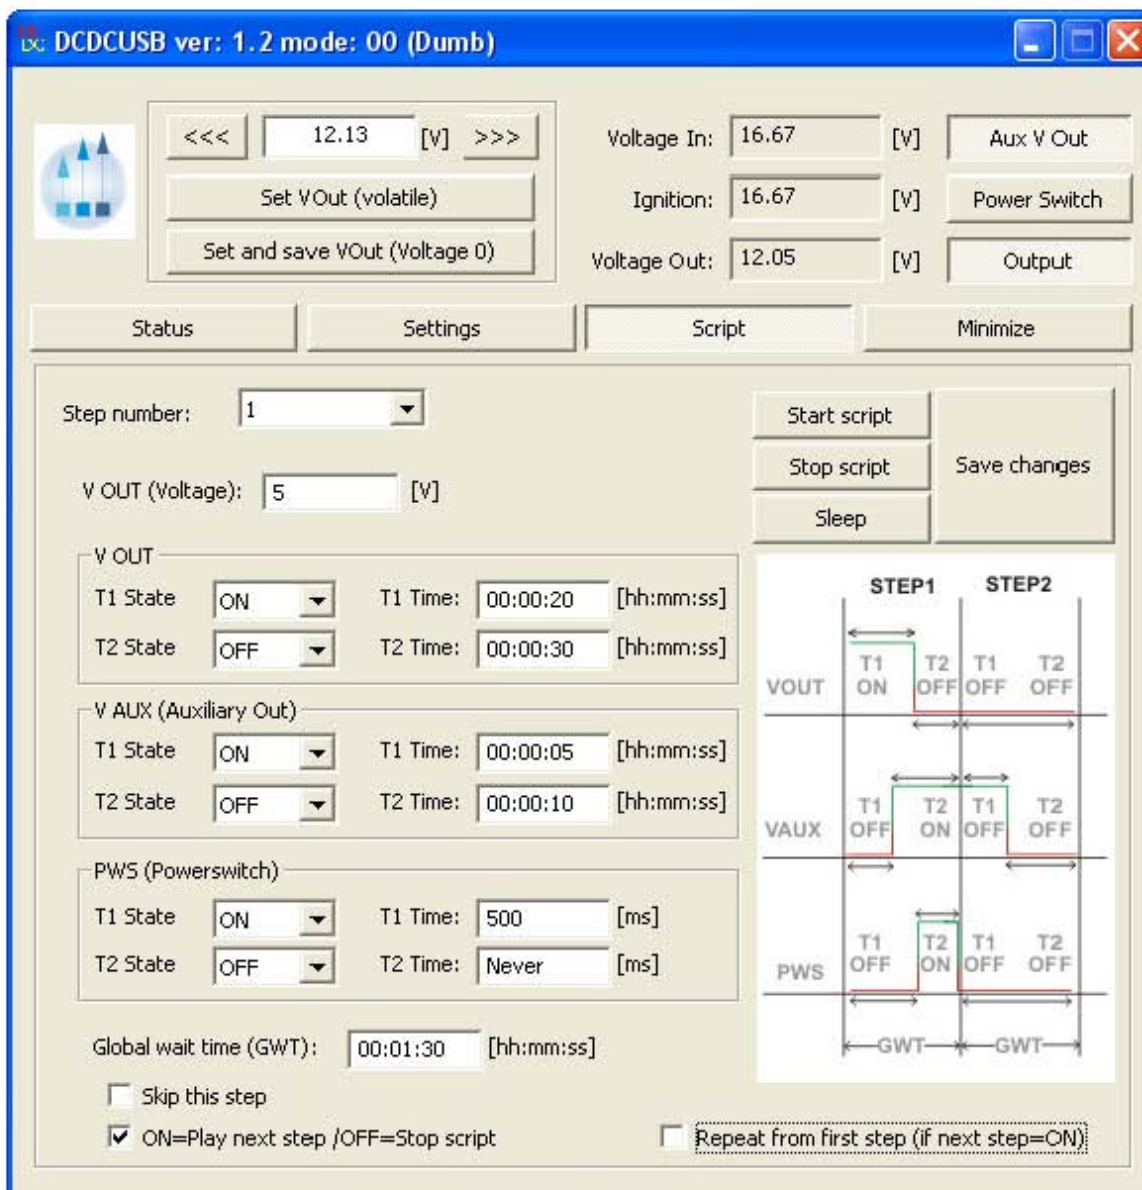 DCDCUSB ver: 1.2 mode: 00 (Dumb)
<<< 12.13 [V] >>>
Set VOut (volatile)
Set and save VOut (Voltage 0)
Voltage In: 16.67 [V] Aux V Out
Ignition: 16.67 [V] Power Switch
Voltage Out: 12.05 [V] Output
Status Settings Script Minimize
Step number: 1
Start script
Stop script
Sleep
Save changes
V OUT (Voltage): 5 [V]
V OUT
T1 State ON T1 Time: 00:00:20 [hh:mm:ss]
T2 State OFF T2 Time: 00:00:30 [hh:mm:ss]
V AUX (Auxiliary Out)
T1 State ON T1 Time: 00:00:05 [hh:mm:ss]
T2 State OFF T2 Time: 00:00:10 [hh:mm:ss]
PWS (Powerswitch)
T1 State ON T1 Time: 500 [ms]
T2 State OFF T2 Time: Never [ms]
Global wait time (GWT): 00:01:30 [hh:mm:ss]
Skip this step
ON=Play next step /OFF=Stop script
Repeat from first step (if next step=ON)
STEP1 STEP2
T1 T2 T1 T2
VOUT ON OFF OFF OFF
T1 T2 T1 T2
VAUX OFF ON OFF OFF
T1 T2 T1 T2
PWS OFF ON OFF OFF
GWT GWT